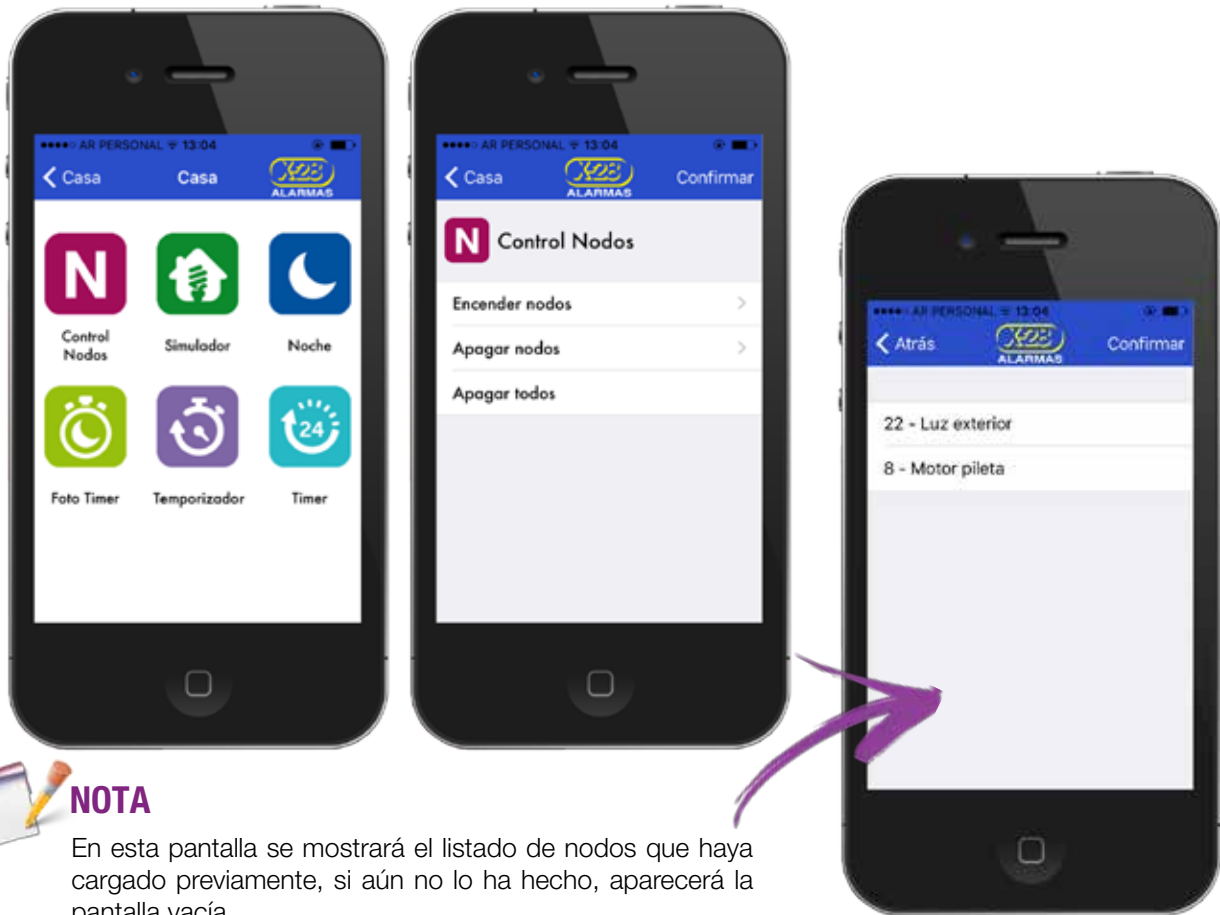 AR PERSONAL 13:04
Casa
Casa
X-28
ALARMAS
N
Control
Nodos
Simulador
Noche
24
Foto Timer
Temporizador
Timer
AR PERSONAL 13:04
Casa
X-28
ALARMAS
Confirmar
N
Control Nodos
Encender nodos
Apagar nodos
Apagar todos
AR PERSONAL 13:04
Atrás
X-28
ALARMAS
Confirmar
22 - Luz exterior
8 - Motor pileta
NOTA
En esta pantalla se mostrará el listado de nodos que haya
cargado previamente, si aún no lo ha hecho, aparecerá la
pantalla vacía